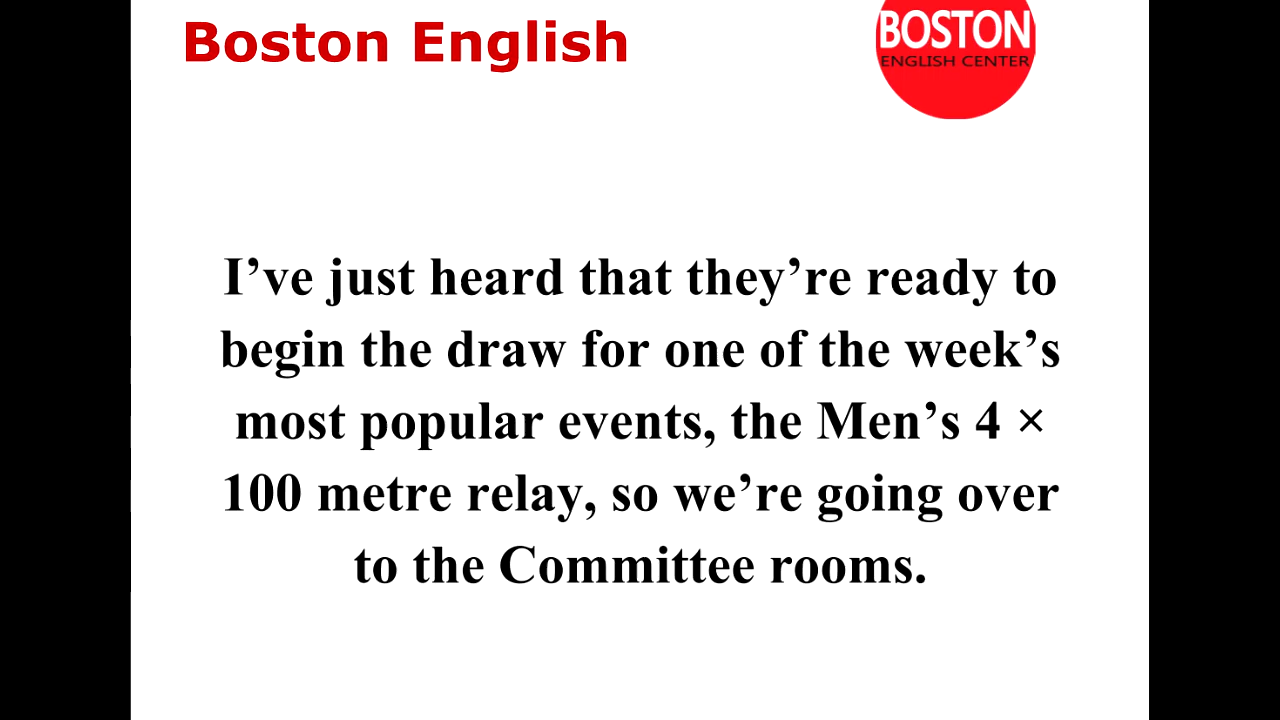 Boston English
BOSTON
ENGLISH CENTER
I’ve just heard that they’re ready to
begin the draw for one of the week’s
most popular events, the Men’s 4 ×
100 metre relay, so we’re going over
to the Committee rooms.